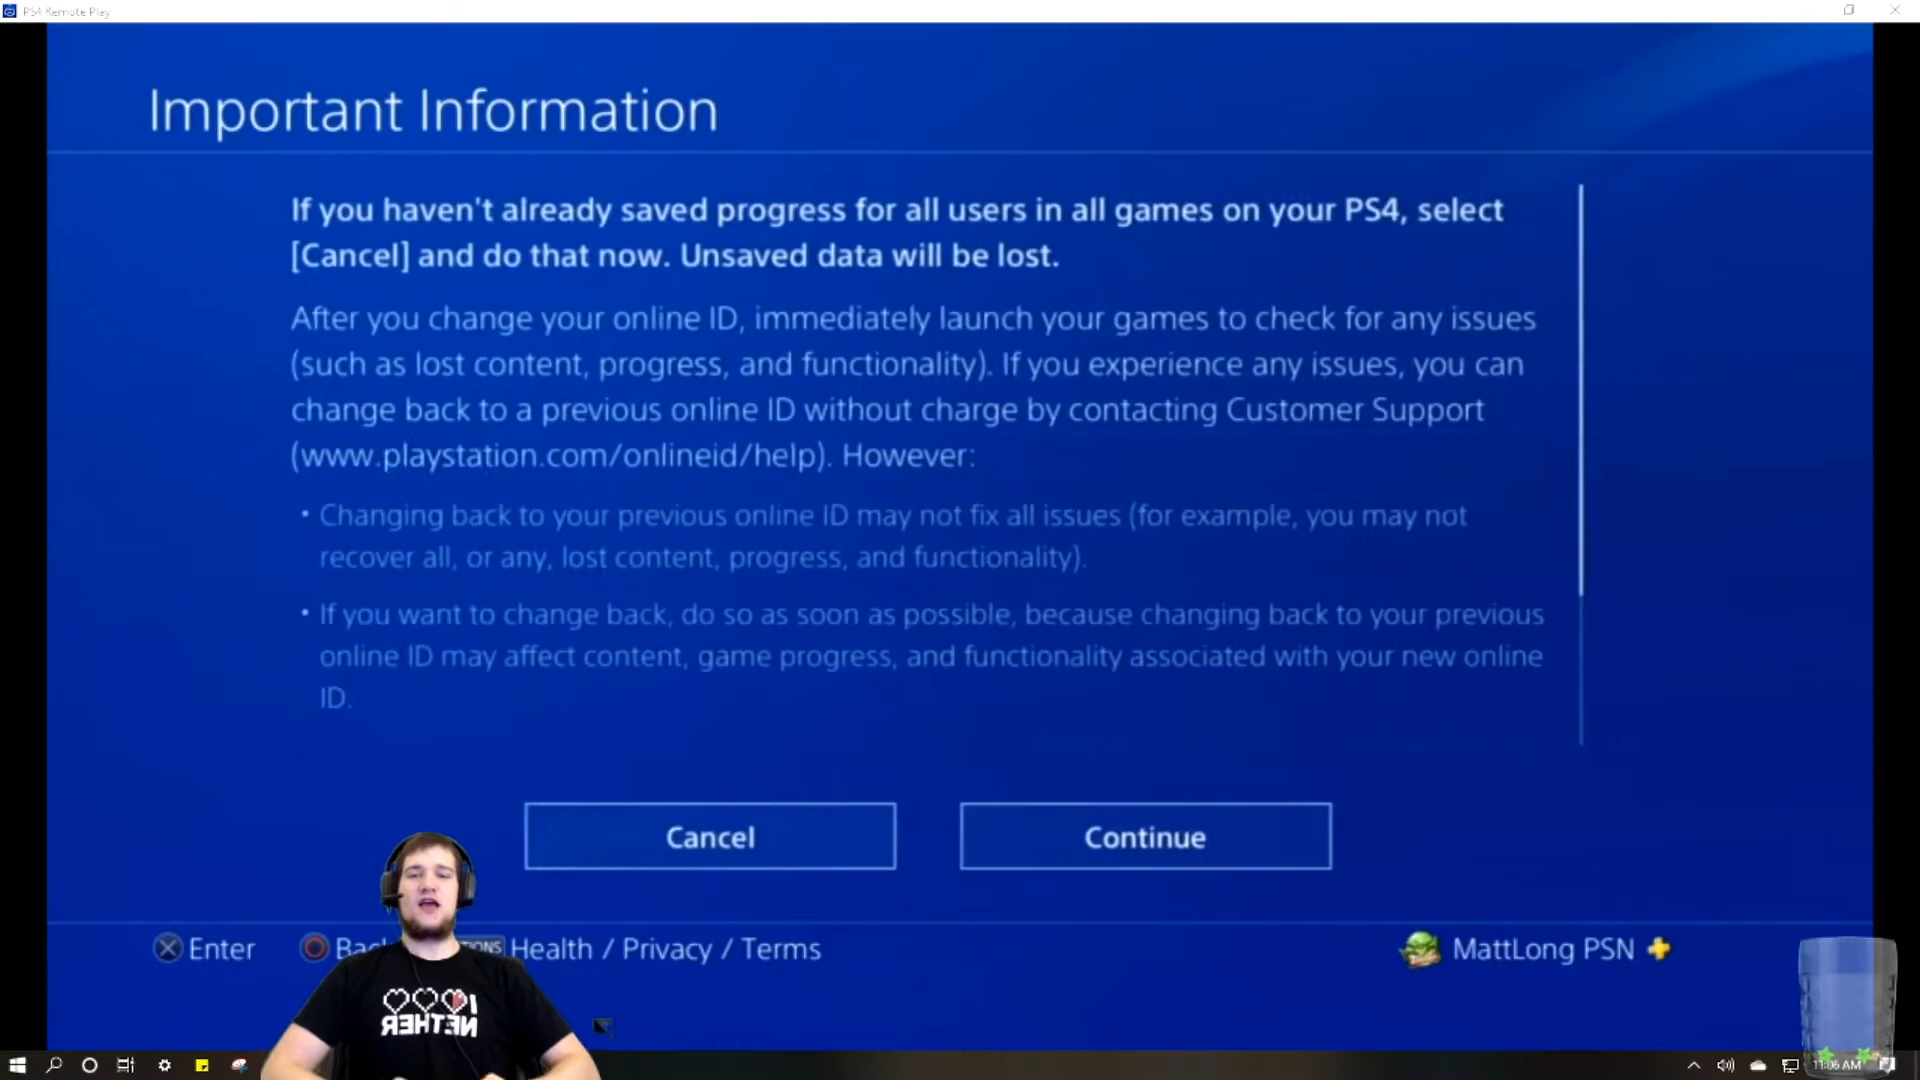 PS4 Remote Play
Important Information
If you haven't already saved progress for all users in all games on your PS4, select
[Cancel] and do that now. Unsaved data will be lost.
After you change your online ID, immediately launch your games to check for any issues
(such as lost content, progress, and functionality). If you experience any issues, you can
change back to a previous online ID without charge by contacting Customer Support
(www.playstation.com/onlineid/help). However:
• Changing back to your previous online ID may not fix all issues (for example, you may not
recover all, or any, lost content, progress, and functionality).
• If you want to change back, do so as soon as possible, because changing back to your previous
online ID may affect content, game progress, and functionality associated with your new online
ID.
Cancel Continue
Enter Health / Privacy / Terms MattLong PSN
I
NETHER
11:06 AM